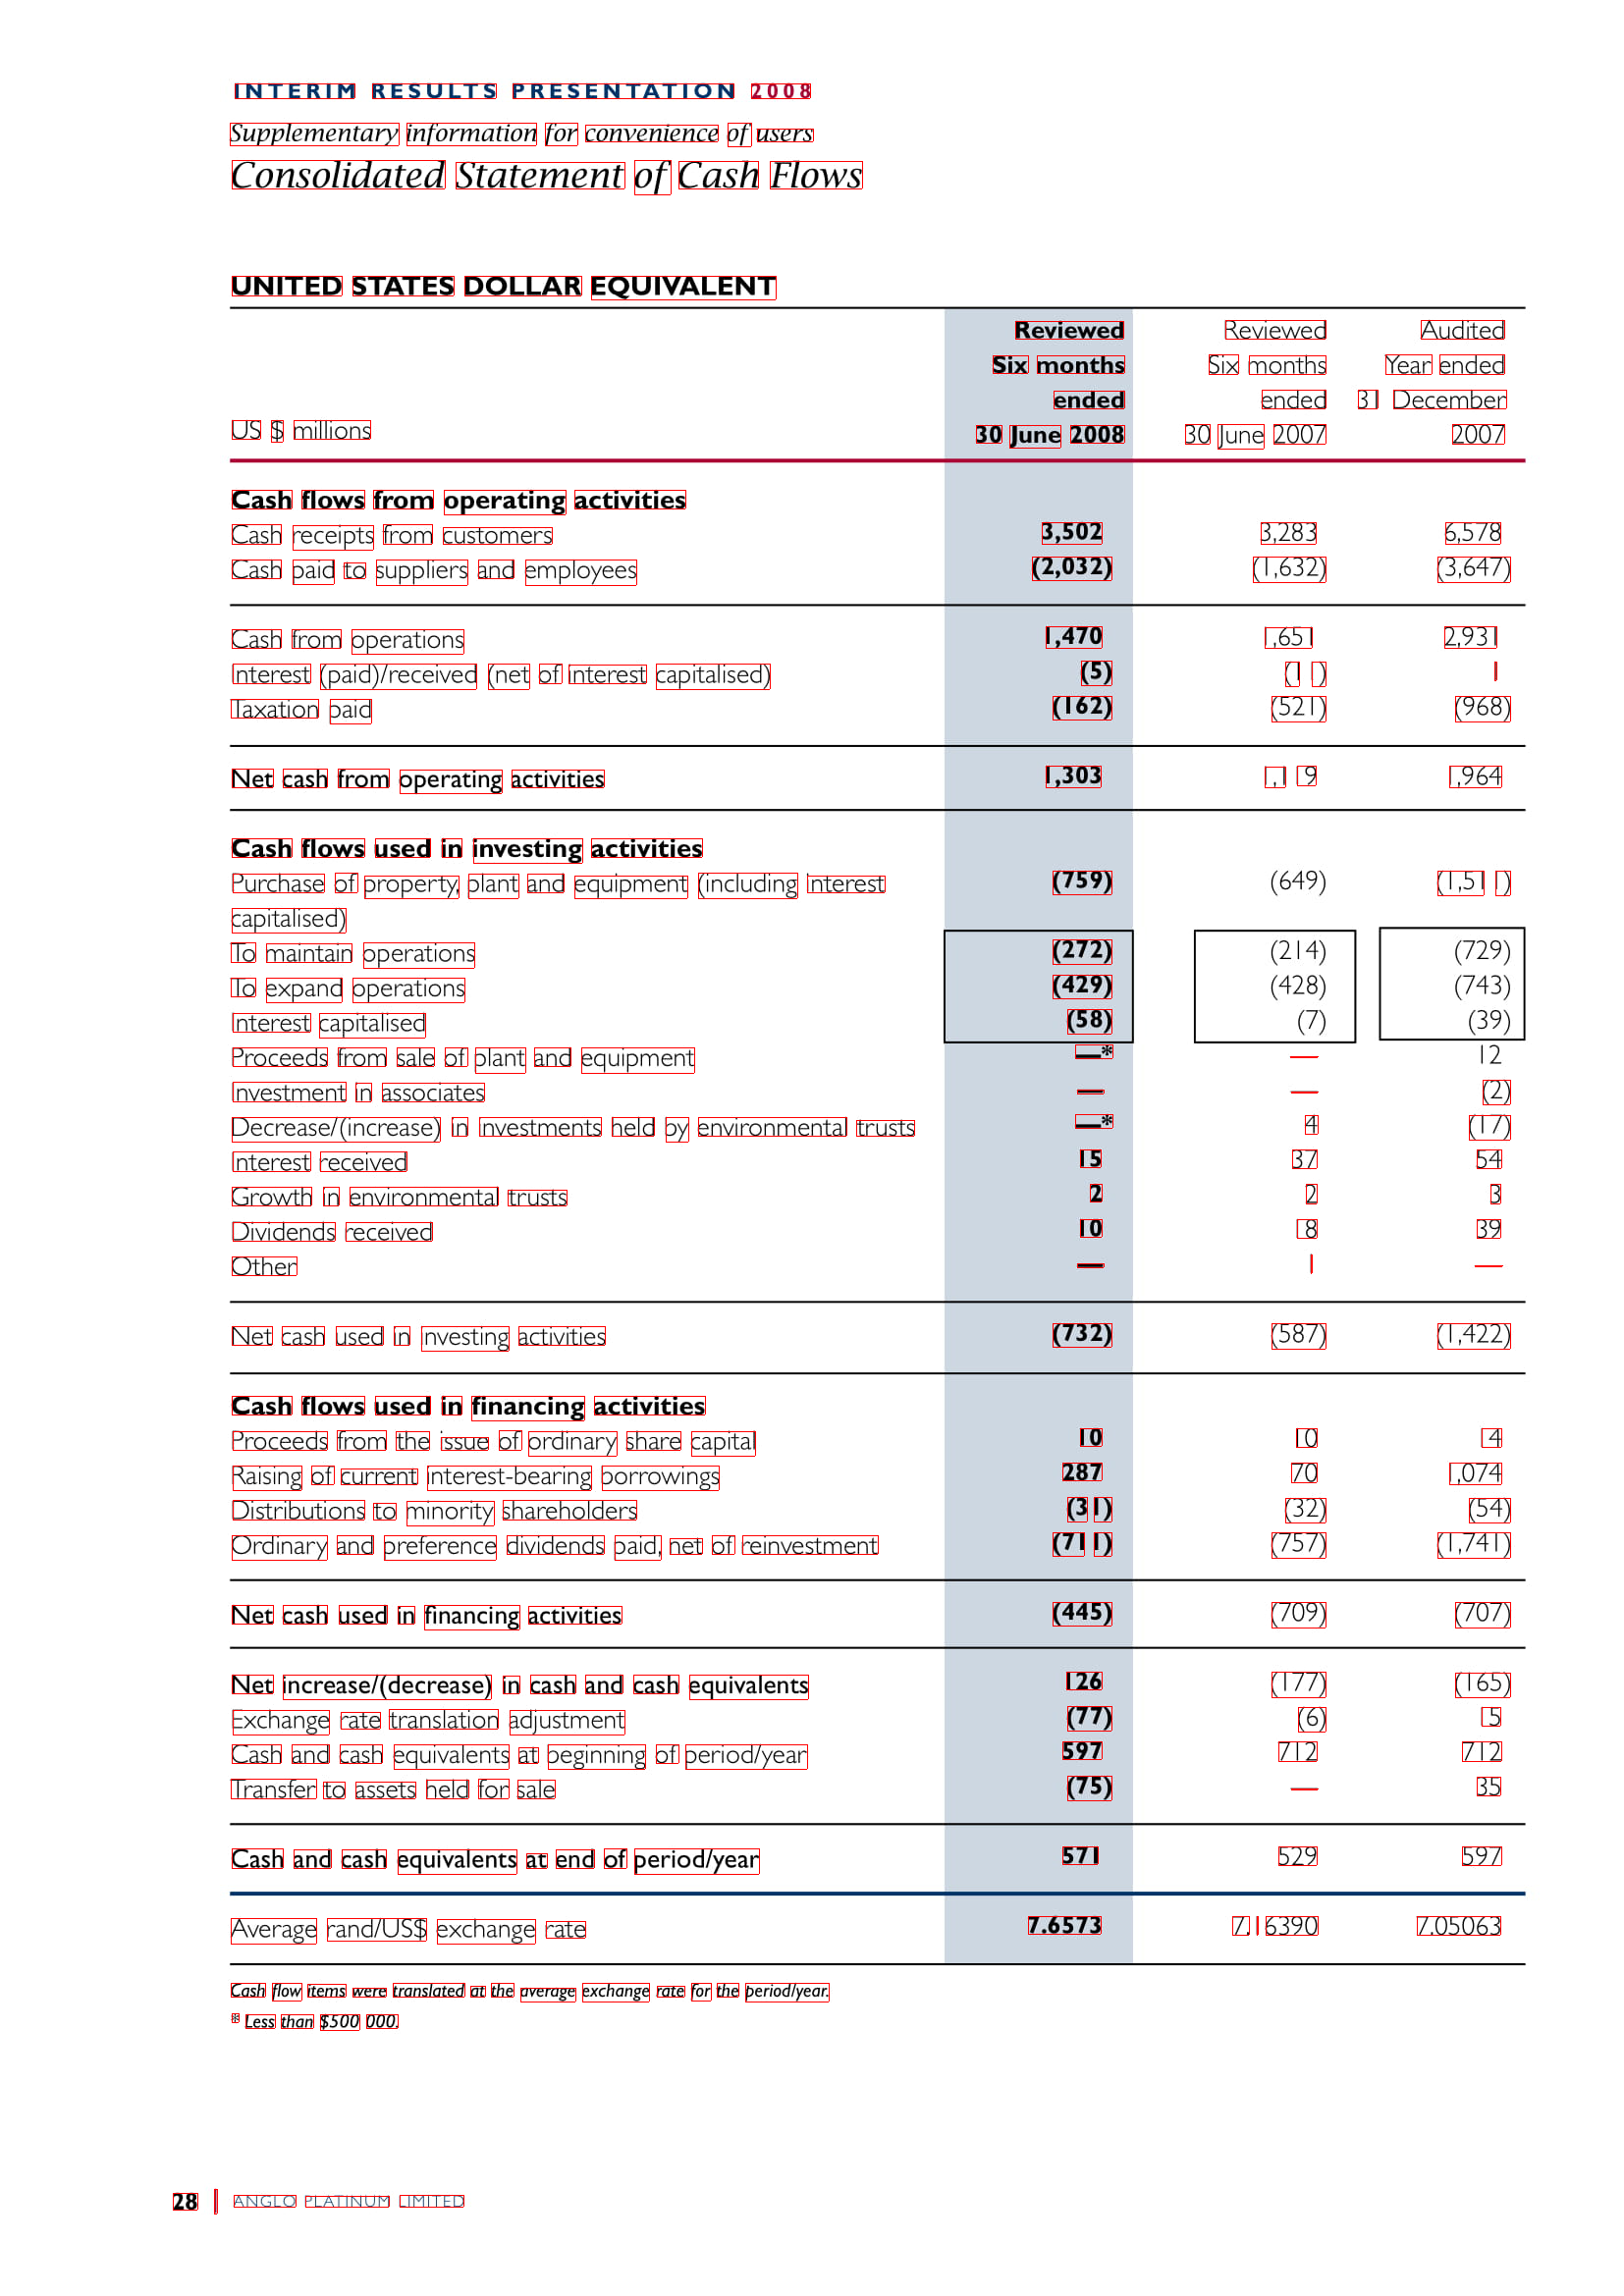 INTERIM RESULTS PRESENTATION 2008
Supplementary information for convenience of users
Consolidated Statement of Cash Flows
UNITED STATES DOLLAR EQUIVALENT
Reviewed Reviewed Audited
Six months Six months Year ended
ended ended 31 December
US $ millions 30 June 2008 30 June 2007 2007
Cash flows from operating activities
Cash receipts from customers 3,502 3,283 6,578
Cash paid to suppliers and employees (2,032) (1,632) (3,647)
Cash from operations 1,470 1,651 2,931
Interest (paid)/received (net of interest capitalised) (5) (11) 1
Taxation paid (162) (521) (968)
Net cash from operating activities 1,303 1,119 1,964
Cash flows used in investing activities
Purchase of property, plant and equipment (including interest (759) (649) (1,511)
capitalised)
To maintain operations (272) (214) (729)
To expand operations (429) (428) (743)
Interest capitalised (58) (7) (39)
Proceeds from sale of plant and equipment —* — 12
Investment in associates — — (2)
Decrease/(increase) in investments held by environmental trusts —* 4 (17)
Interest received 15 37 54
Growth in environmental trusts 2 2 3
Dividends received 10 18 39
Other — 1 —
Net cash used in investing activities (732) (587) (1,422)
Cash flows used in financing activities
Proceeds from the issue of ordinary share capital 10 10 14
Raising of current interest-bearing borrowings 287 70 1,074
Distributions to minority shareholders (31) (32) (54)
Ordinary and preference dividends paid, net of reinvestment (711) (757) (1,741)
Net cash used in financing activities (445) (709) (707)
Net increase/(decrease) in cash and cash equivalents 126 (177) (165)
Exchange rate translation adjustment (77) (6) 15
Cash and cash equivalents at beginning of period/year 597 712 712
Transfer to assets held for sale (75) — 35
Cash and cash equivalents at end of period/year 571 529 597
Average rand/US$ exchange rate 7.6573 7.16390 7.05063
Cash flow items were translated at the average exchange rate for the period/year.
* Less than $500 000.
28 | ANGLO PLATINUM LIMITED